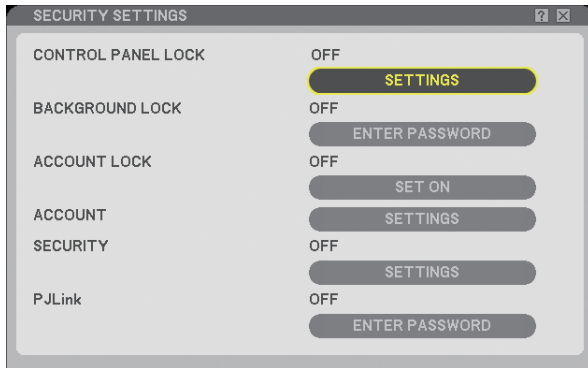 SECURITY SETTINGS
CONTROL PANEL LOCK OFF
SETTINGS
BACKGROUND LOCK OFF
ENTER PASSWORD
ACCOUNT LOCK OFF
SET ON
ACCOUNT SETTINGS
SECURITY OFF
SETTINGS
PJLink OFF
ENTER PASSWORD